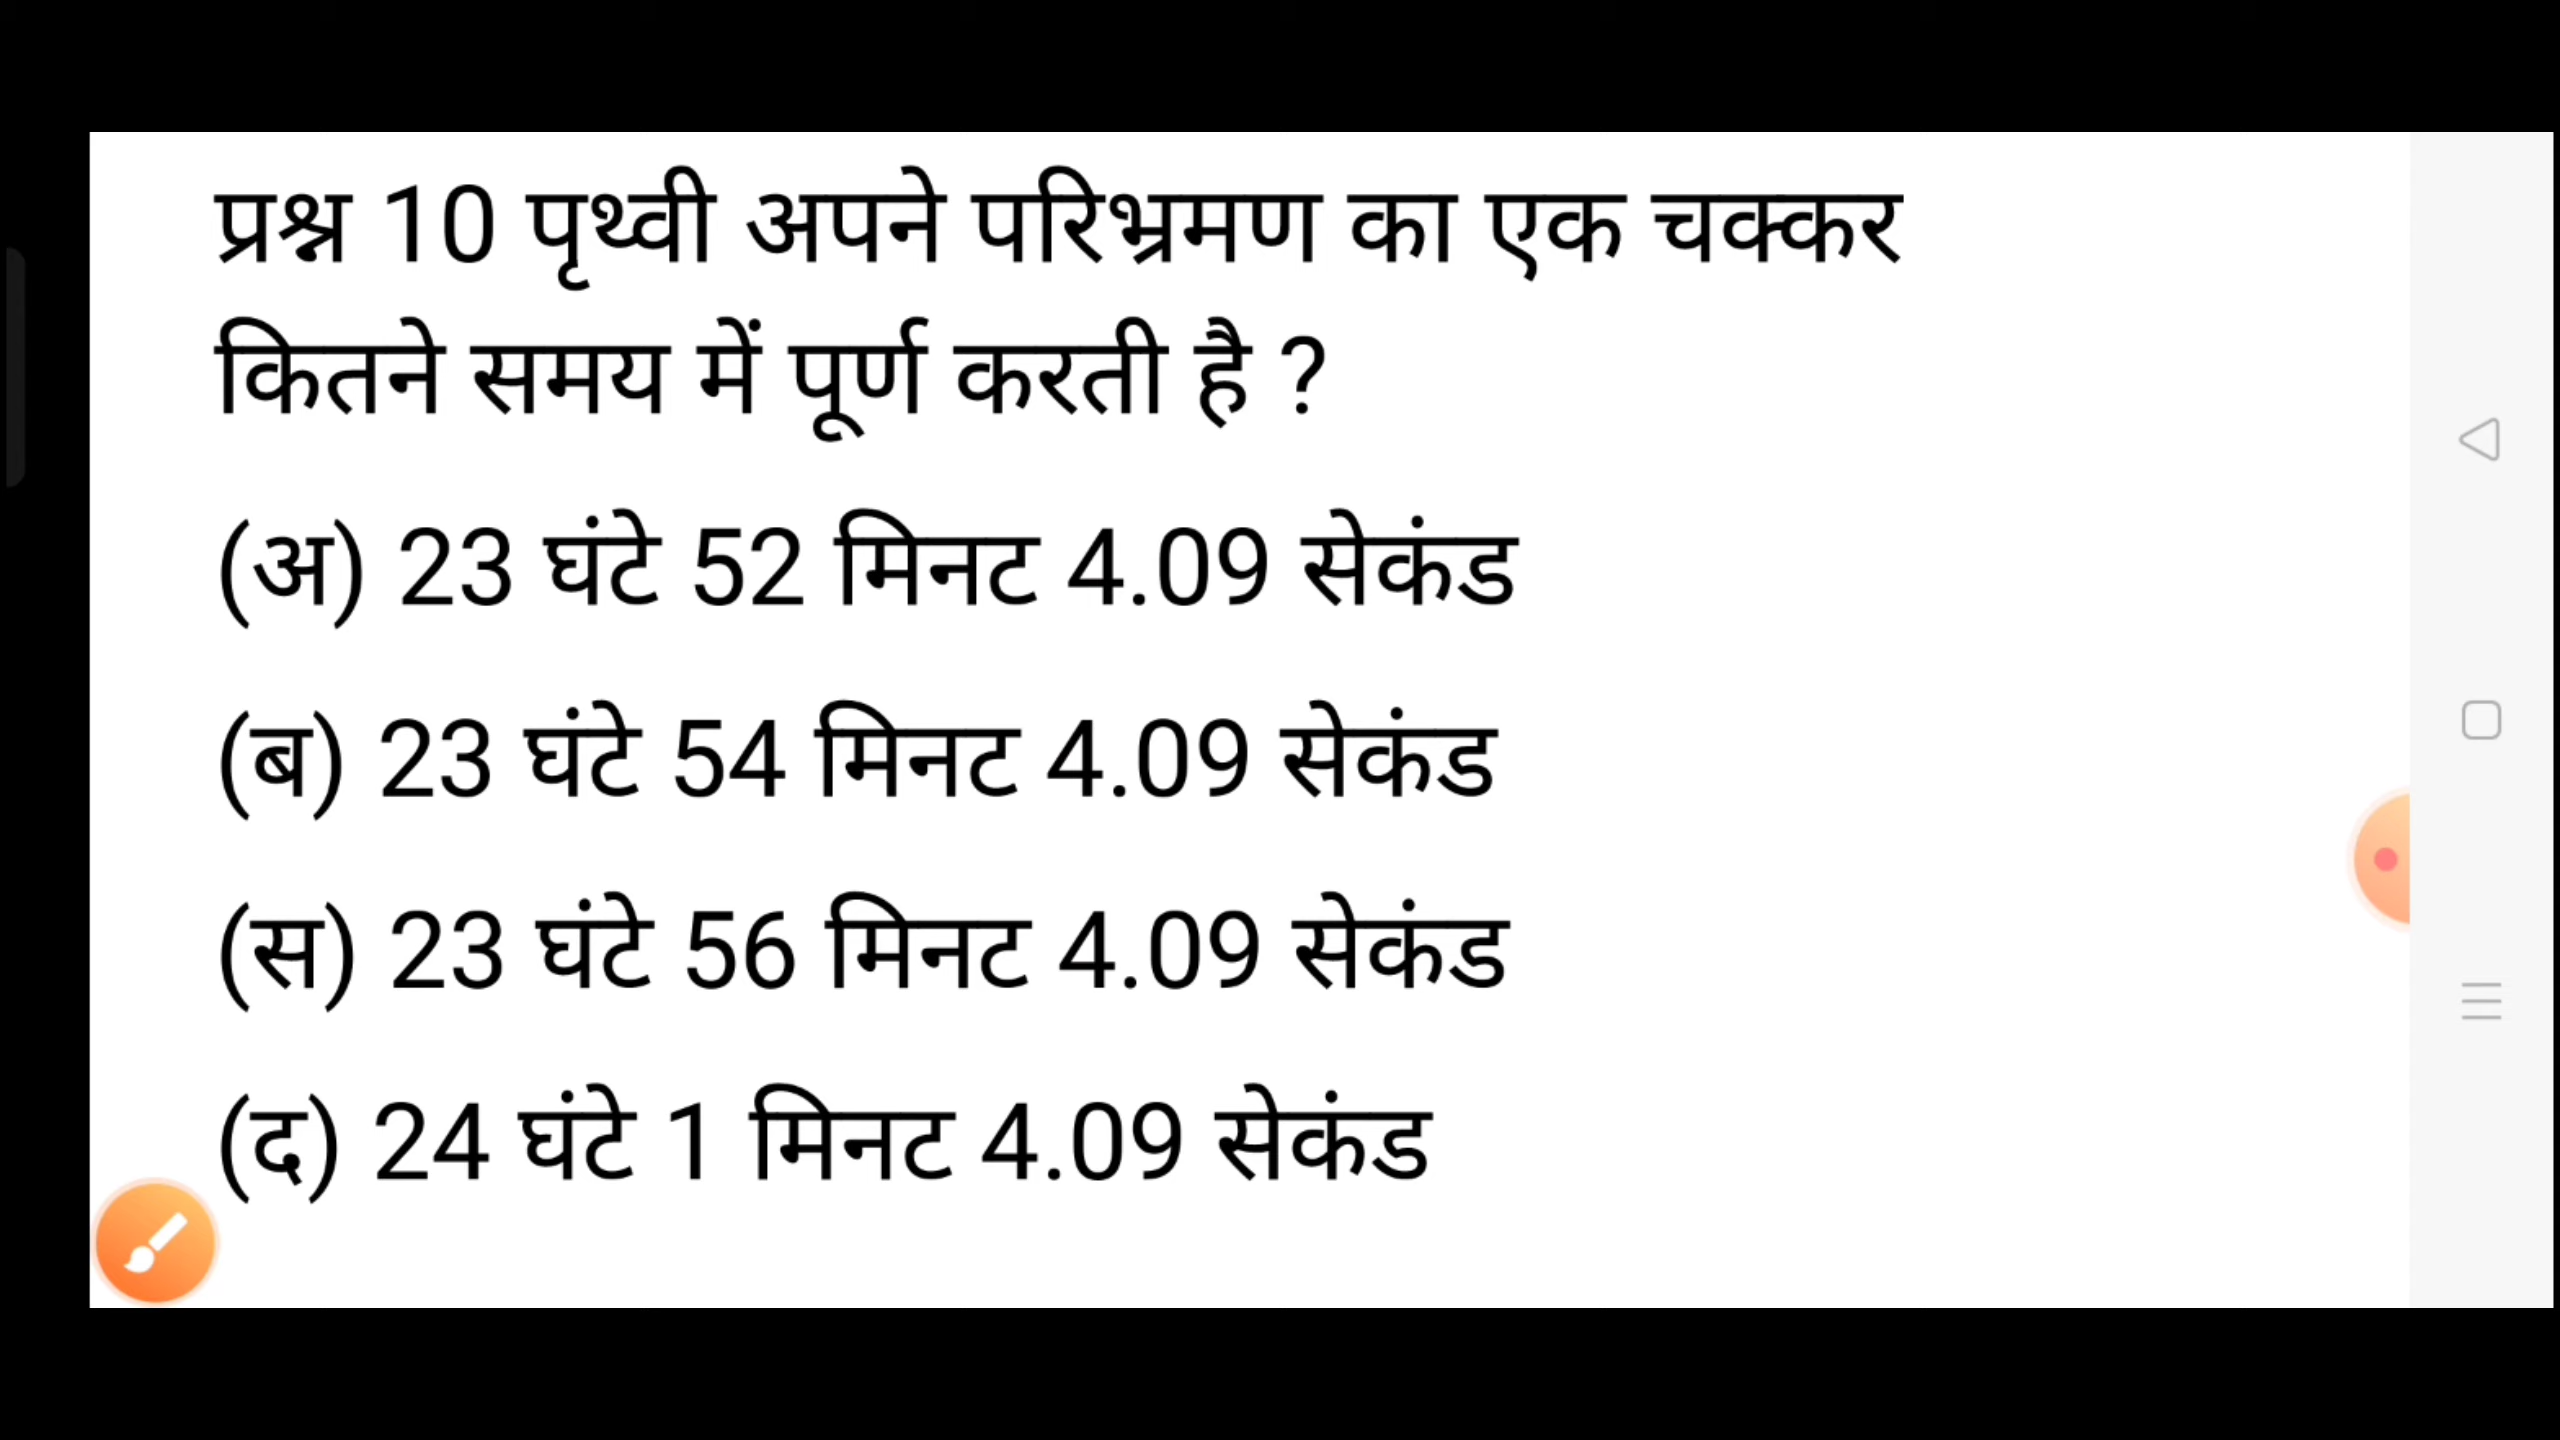 प्रश्न 10 पृथ्वी अपने परिभ्रमण का एक चक्कर
कितने समय में पूर्ण करती है ?
(अ) 23 घंटे 52 मिनट 4.09 सेकंड
(ब) 23 घंटे 54 मिनट 4.09 सेकंड
(स) 23 घंटे 56 मिनट 4.09 सेकंड
(द) 24 घंटे 1 मिनट 4.09 सेकंड